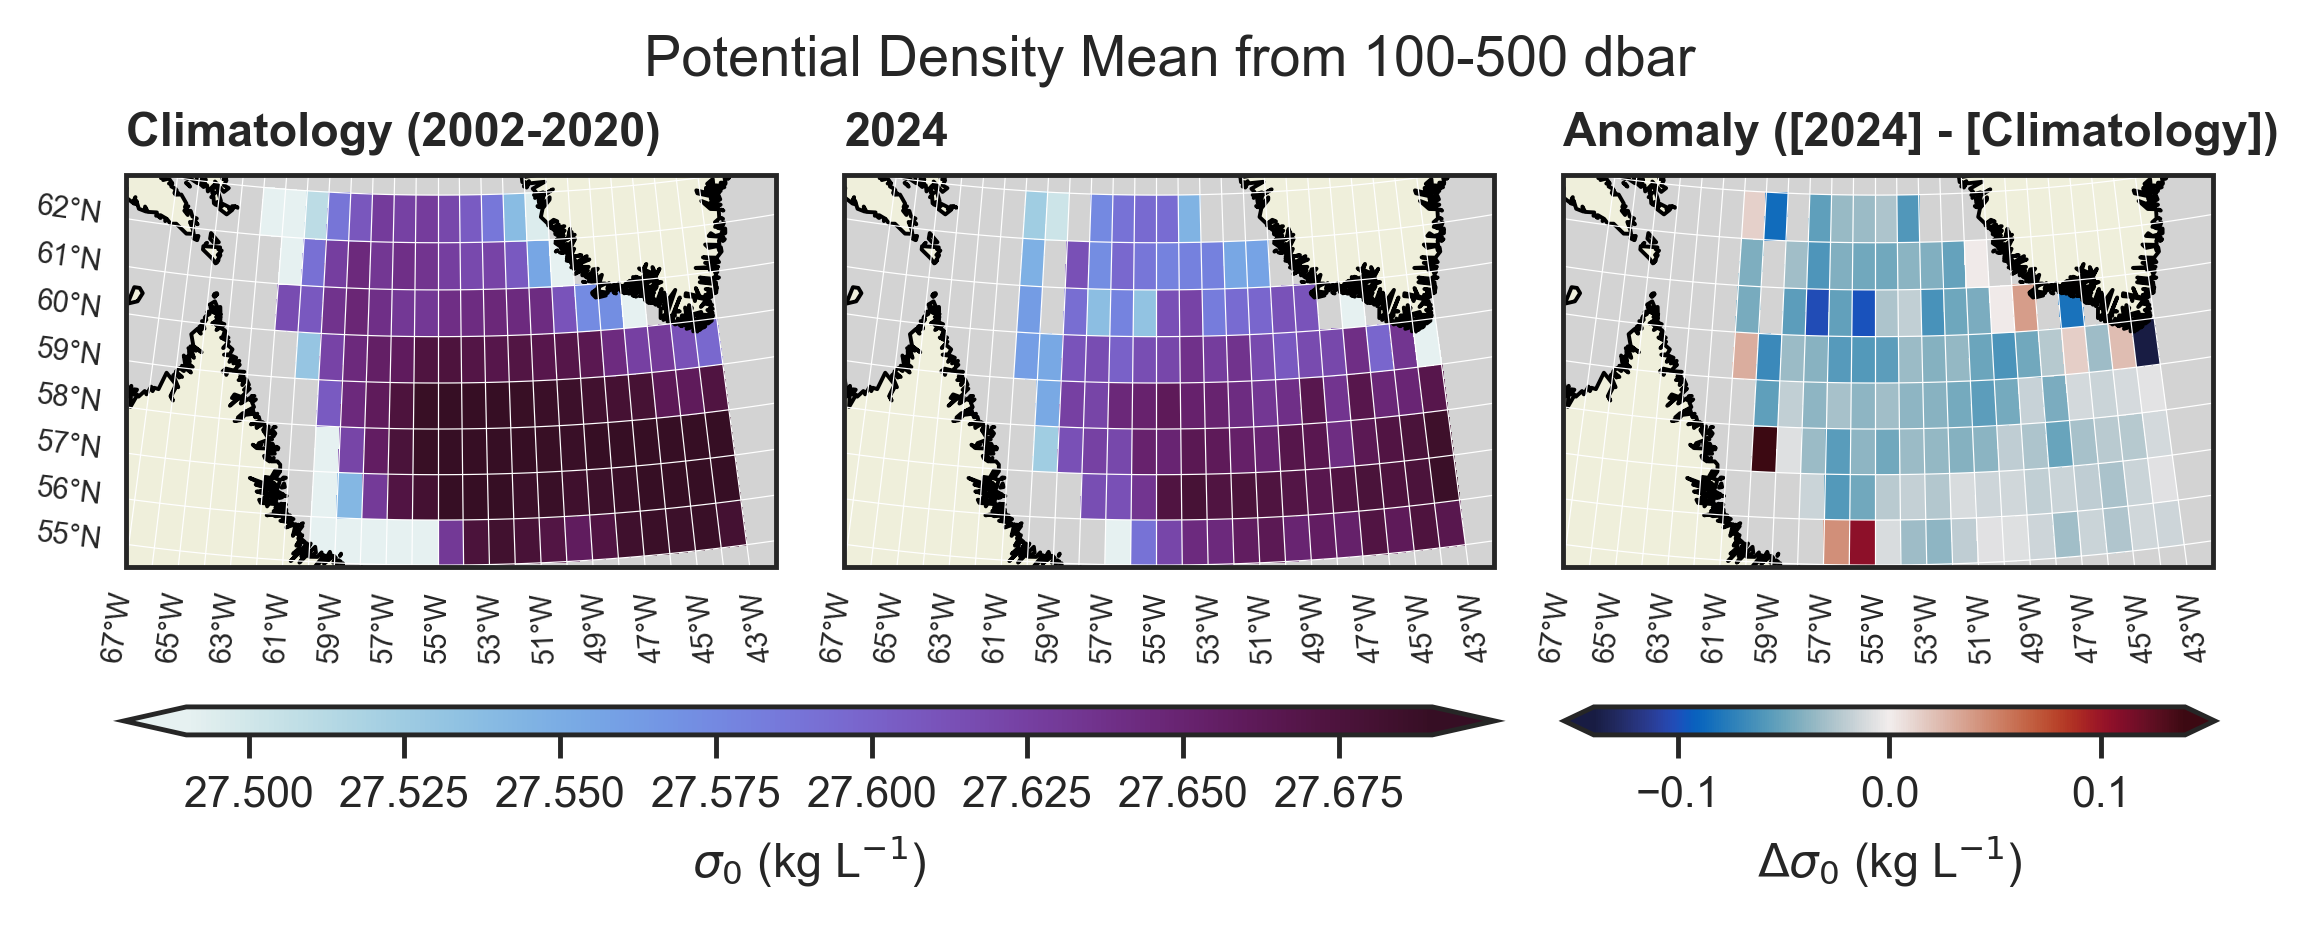 Potential Density Mean from 100-500 dbar
Climatology (2002-2020)
2024
Anomaly ([2024] - [Climatology])
62°N
61°N
60°N
59°N
58°N
57°N
56°N
55°N
67°W 65°W 63°W 61°W 59°W 57°W 55°W 53°W 51°W 49°W 47°W 45°W 43°W
67°W 65°W 63°W 61°W 59°W 57°W 55°W 53°W 51°W 49°W 47°W 45°W 43°W
67°W 65°W 63°W 61°W 59°W 57°W 55°W 53°W 51°W 49°W 47°W 45°W 43°W
27.500 27.525 27.550 27.575 27.600 27.625 27.650 27.675
σ₀ (kg L⁻¹)
−0.1 0.0 0.1
Δσ₀ (kg L⁻¹)